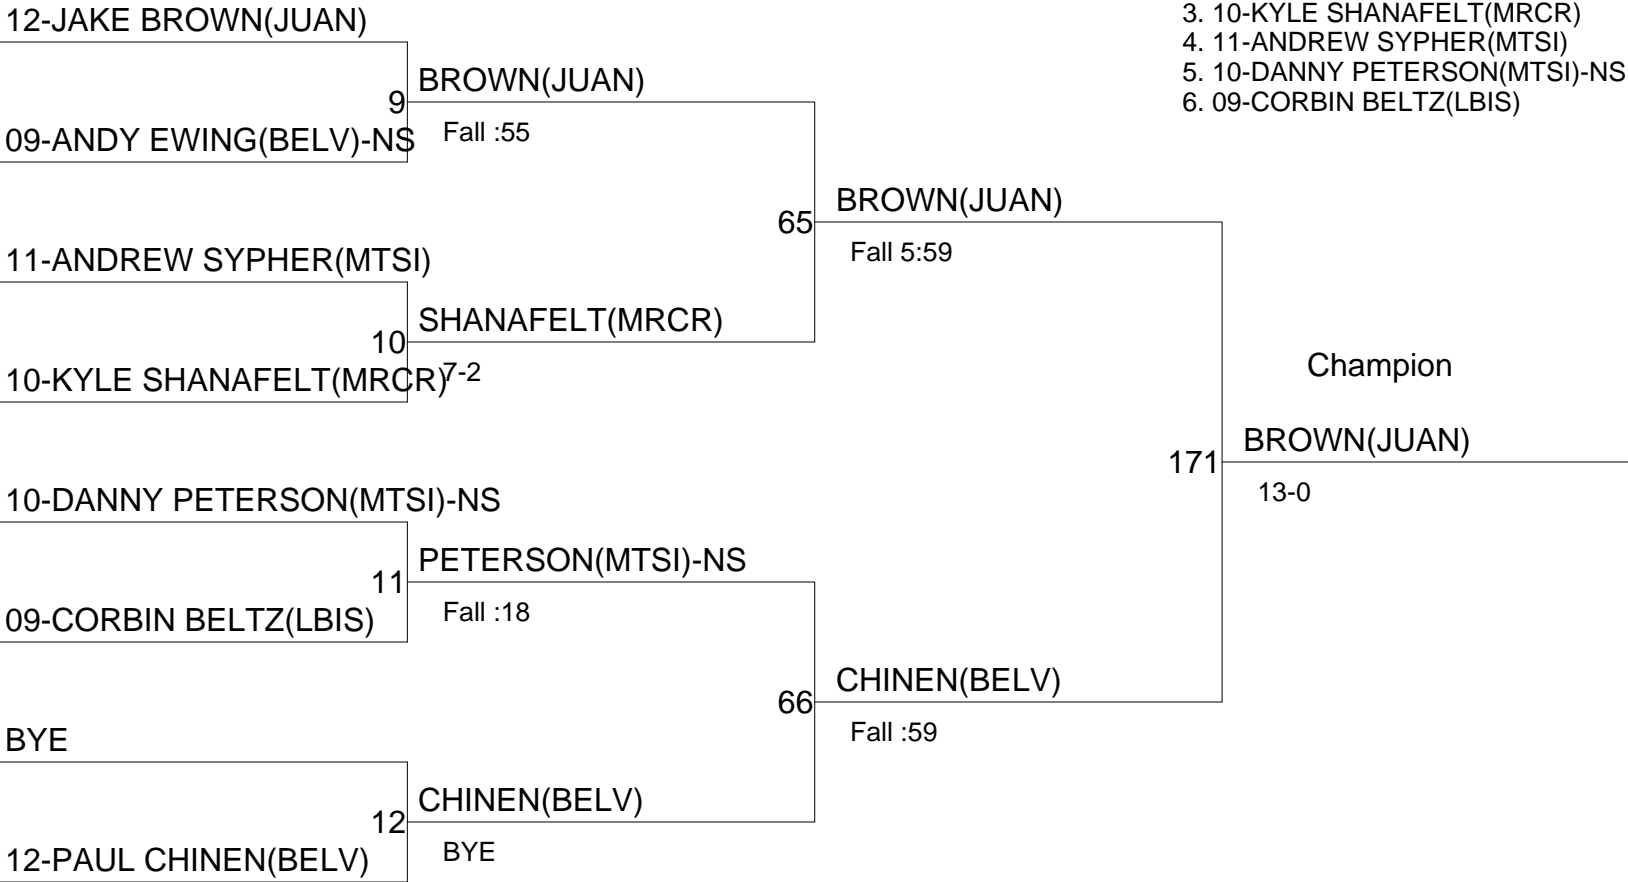 12-JAKE BROWN(JUAN)
9
BROWN(JUAN)
Fall :55
09-ANDY EWING(BELV)-NS
65
BROWN(JUAN)
Fall 5:59
11-ANDREW SYPHER(MTSI)
10
SHANAFELT(MRCR)
7-2
10-KYLE SHANAFELT(MRCR)
171
Champion
BROWN(JUAN)
13-0
10-DANNY PETERSON(MTSI)-NS
11
PETERSON(MTSI)-NS
Fall :18
09-CORBIN BELTZ(LBIS)
66
CHINEN(BELV)
Fall :59
BYE
12
CHINEN(BELV)
BYE
12-PAUL CHINEN(BELV)
3. 10-KYLE SHANAFELT(MRCR)
4. 11-ANDREW SYPHER(MTSI)
5. 10-DANNY PETERSON(MTSI)-NS
6. 09-CORBIN BELTZ(LBIS)